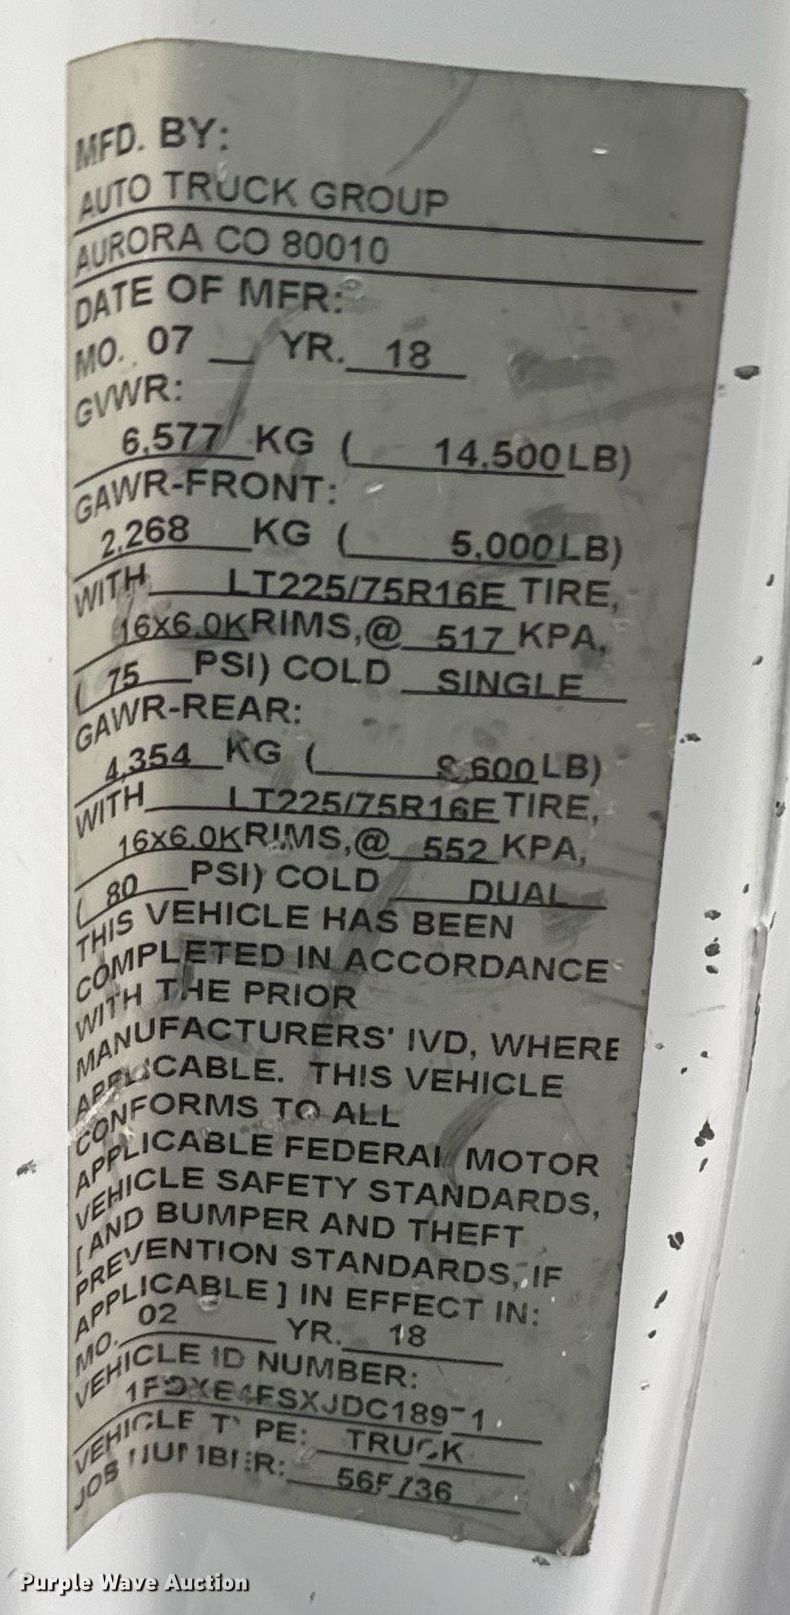 MFD. BY:
AUTO TRUCK GROUP
AURORA CO 80010
DATE OF MFR:
MO. 07 YR. 18
GVWR:
6,577 KG ( 14,500 LB)
GAWR-FRONT:
2,268 KG ( 5,000 LB)
WITH LT225/75R16E TIRE,
16x6.0K RIMS,@ 517 KPA,
( 75 PSI) COLD SINGLE
GAWR-REAR:
4,354 KG ( 9,600 LB)
WITH LT225/75R16E TIRE,
16x6.0K RIMS,@ 552 KPA,
( 80 PSI) COLD DUAL
THIS VEHICLE HAS BEEN
COMPLETED IN ACCORDANCE
WITH THE PRIOR
MANUFACTURERS' IVD, WHERE
APPLICABLE. THIS VEHICLE
CONFORMS TO ALL
APPLICABLE FEDERAL MOTOR
VEHICLE SAFETY STANDARDS,
[ AND BUMPER AND THEFT
PREVENTION STANDARDS, IF
APPLICABLE ] IN EFFECT IN:
MO. 02 YR. 18
VEHICLE ID NUMBER:
VEHICLE TYPE: TRUCK
JOB NUMBER:
Purple Wave Auction